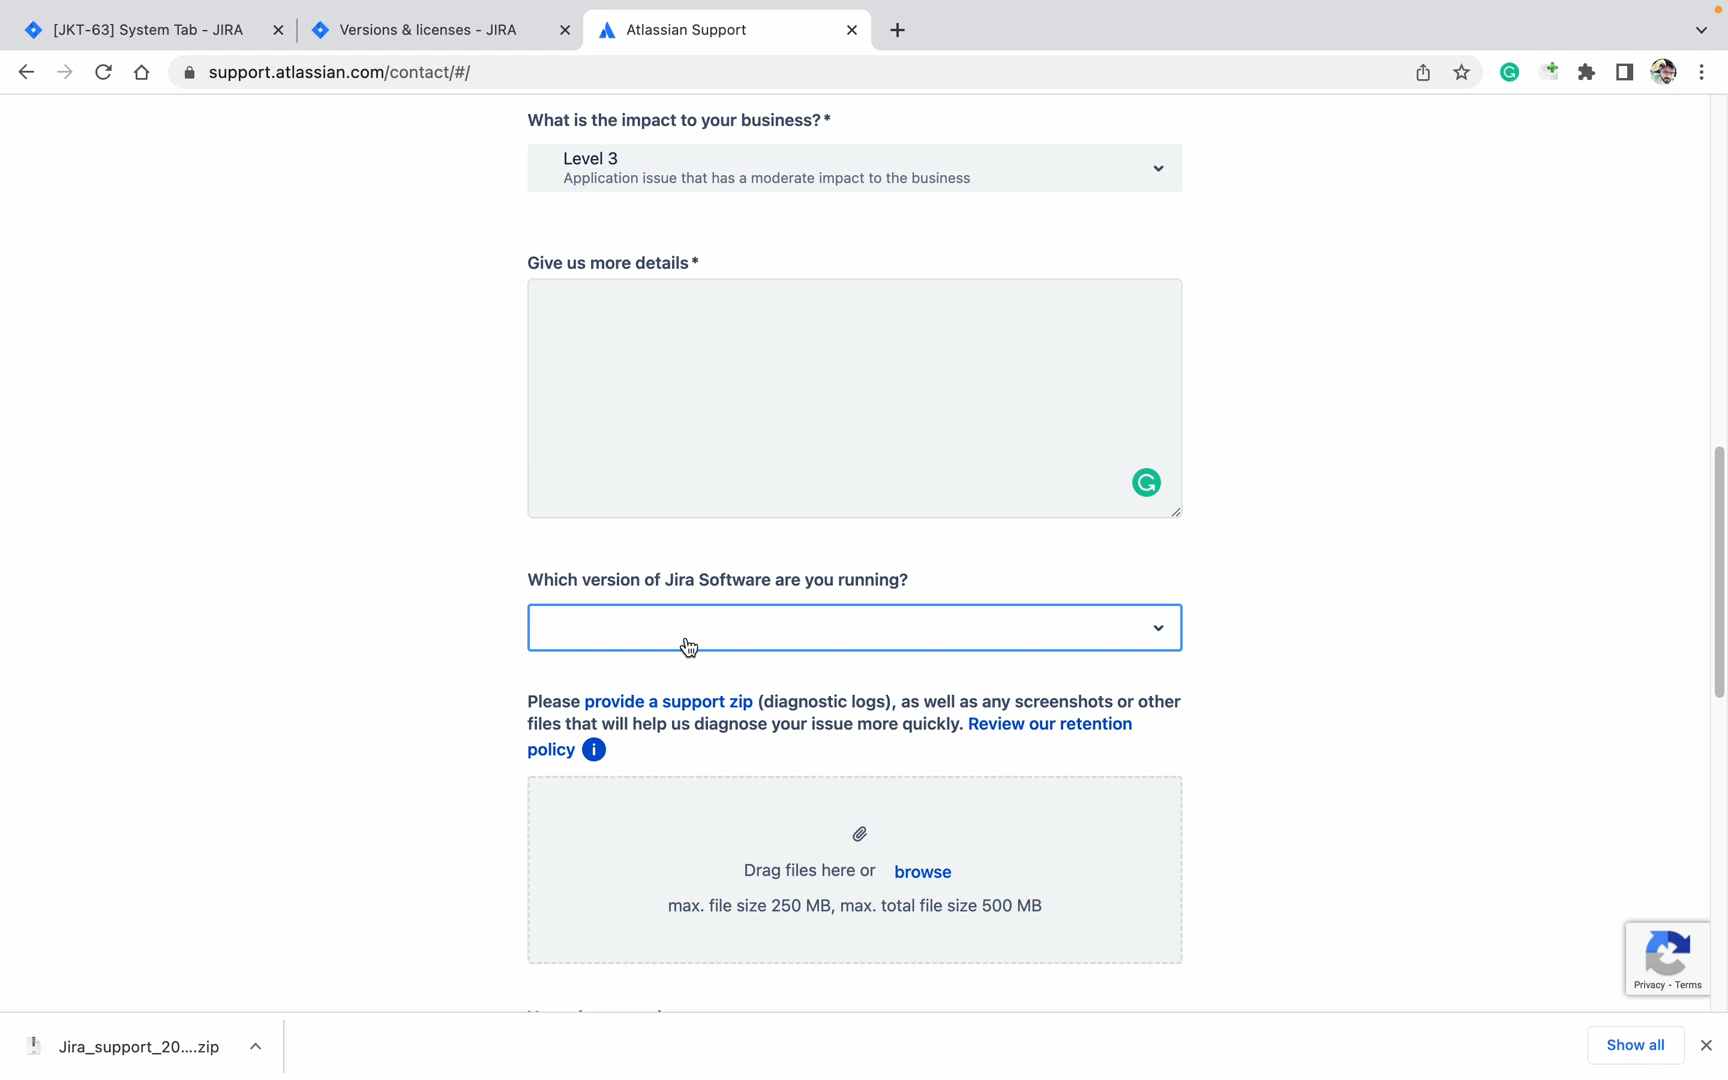 [JKT-63] System Tab - JIRA
Versions & licenses - JIRA
Atlassian Support
support.atlassian.com/contact/#/
What is the impact to your business?*
Level 3
Application issue that has a moderate impact to the business
Give us more details*
Which version of Jira Software are you running?
Please provide a support zip (diagnostic logs), as well as any screenshots or other
files that will help us diagnose your issue more quickly. Review our retention
policy i
Drag files here or browse
max. file size 250 MB, max. total file size 500 MB
Privacy - Terms
Jira_support_20....zip
Show all